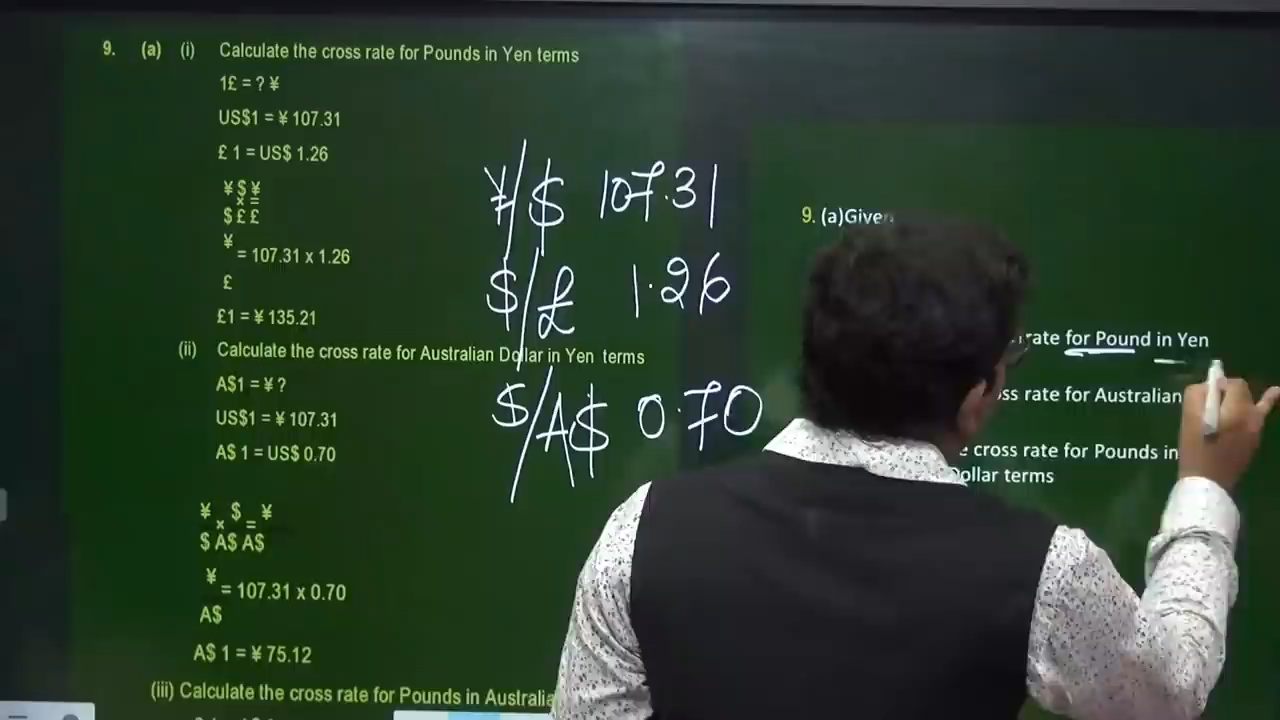 9. (a) (i) Calculate the cross rate for Pounds in Yen terms
1£ = ? ¥
US$1 = ¥ 107.31
£ 1 = US$ 1.26
¥ $ ¥
x =
$ £ £
¥
= 107.31 x 1.26
£
£1 = ¥ 135.21
(ii) Calculate the cross rate for Australian Dollar in Yen terms
A$1 = ¥ ?
US$1 = ¥ 107.31
A$ 1 = US$ 0.70
¥ x $ = ¥
$ A$ A$
¥
= 107.31 x 0.70
A$
A$ 1 = ¥ 75.12
(iii) Calculate the cross rate for Pounds in
¥/$ 107.31
$/£ 1.26
$/A$ 0.70
9. (a)
rate for Pound in Yen
rate for Australian
cross rate for Pounds in
Dollar terms